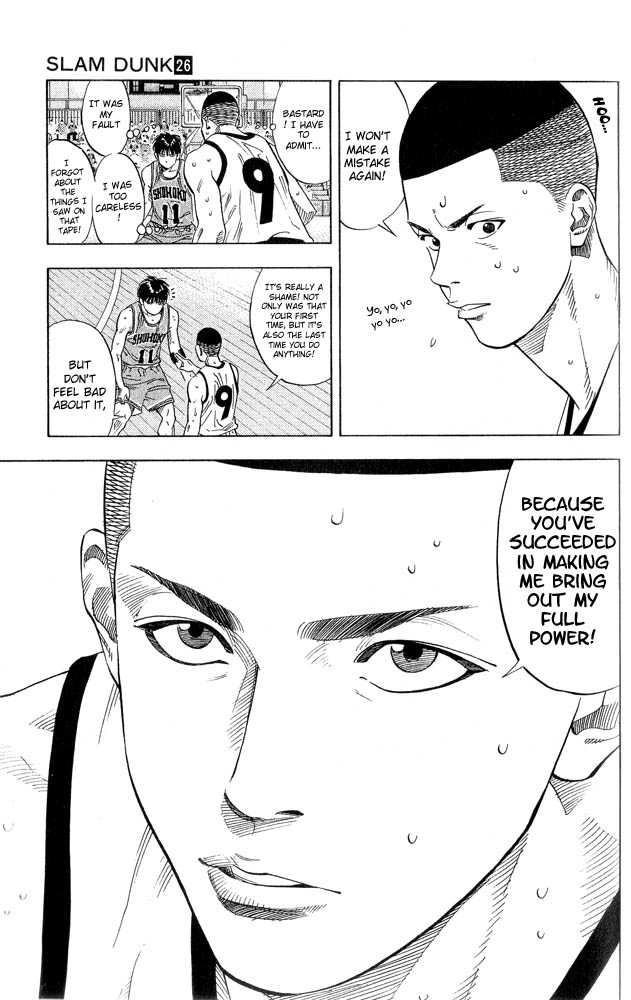 SLAM DUNK 26
HOO...
I WON'T
MAKE A
MISTAKE
AGAIN!
YO, YO, YO
YO YO...
BASTARD
! I HAVE
TO
ADMIT...
IT WAS
MY
FAULT
I WAS
TOO
CARELESS
!
I
FORGOT
ABOUT
THE
THINGS I
SAW ON
THAT
TAPE!
SHOHOKU
11
9
IT'S REALLY A
SHAME! NOT
ONLY WAS
THAT
YOUR FIRST
TIME, BUT IT'S
ALSO THE LAST
TIME YOU DO
ANYTHING!
SHOHOKU
11
9
BUT
DON'T
FEEL BAD
ABOUT IT,
BECAUSE
YOU'VE
SUCCEEDED
IN MAKING
ME BRING
OUT MY
FULL
POWER!